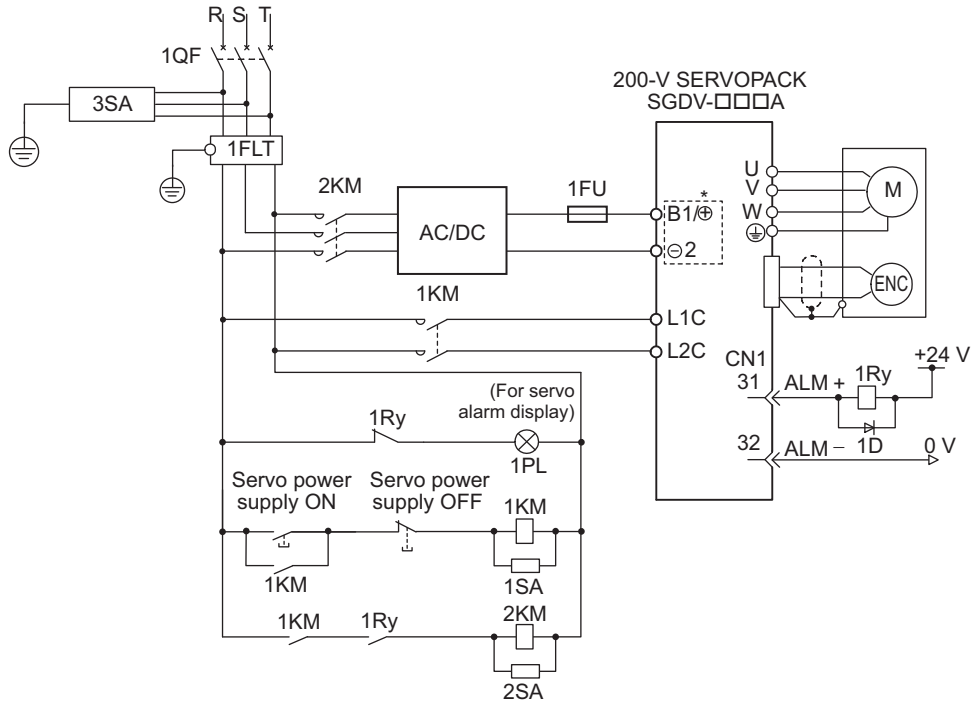 R S T
1QF
3SA
1FLT
200-V SERVOPACK
SGDV-□□□A
2KM
AC/DC
1FU
B1/⊕
*
⊖2
U
V
W
M
ENC
1KM
L1C
L2C
CN1
31
ALM +
1Ry
+24 V
1D
32
ALM −
0 V
(For servo
alarm display)
1Ry
1PL
Servo power
supply ON
Servo power
supply OFF
1KM
1KM
1SA
1KM
1Ry
2KM
2SA